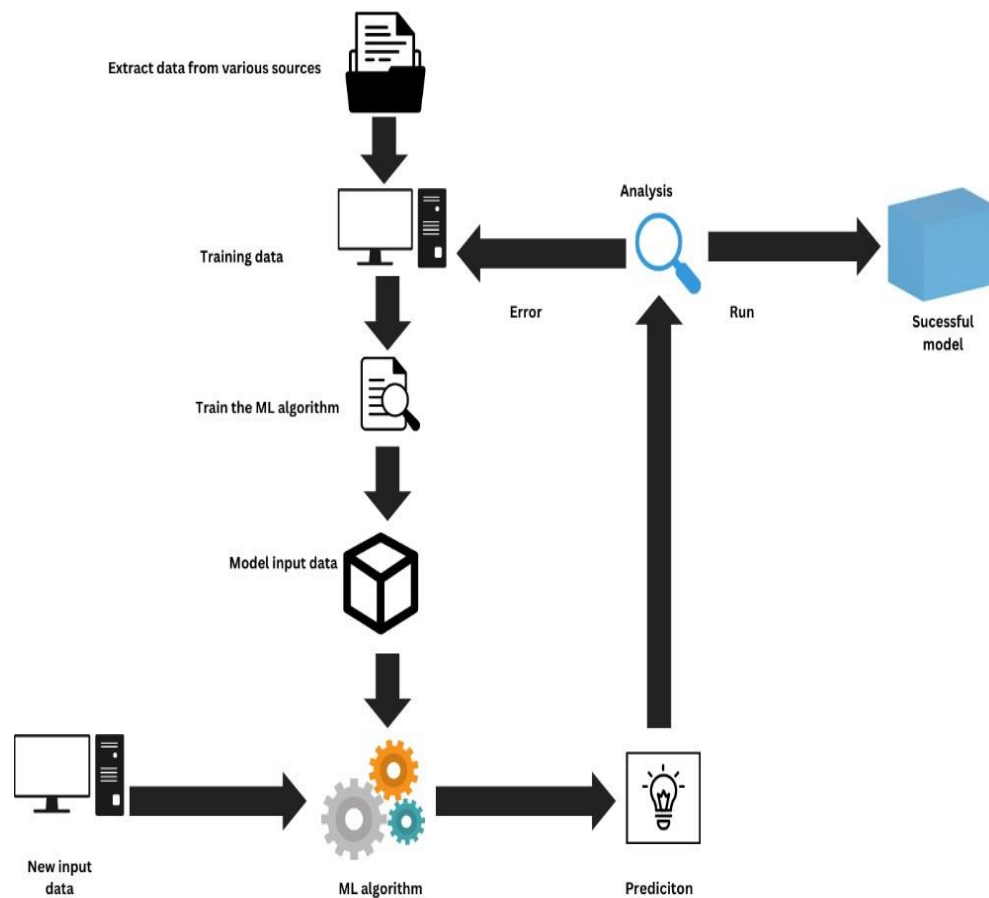 Extract data from various sources
Analysis
Training data
Error
Run
Sucessful
model
Train the ML algorithm
Model input data
New input
data
ML algorithm
Prediciton